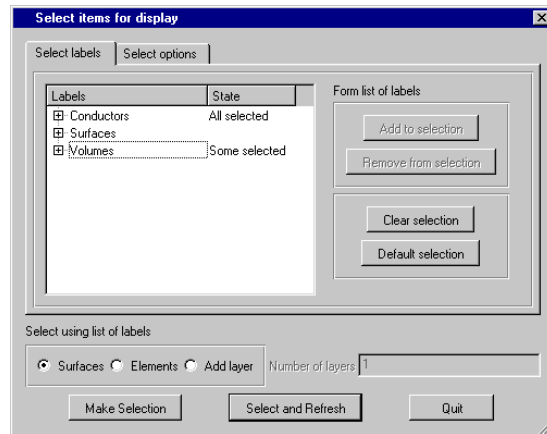 Select items for display
Select labels Select options
Labels State
Conductors All selected
Surfaces
Volumes Some selected
Form list of labels
Add to selection
Remove from selection
Clear selection
Default selection
Select using list of labels
Surfaces Elements Add layer Number of layers 1
Make Selection Select and Refresh Quit